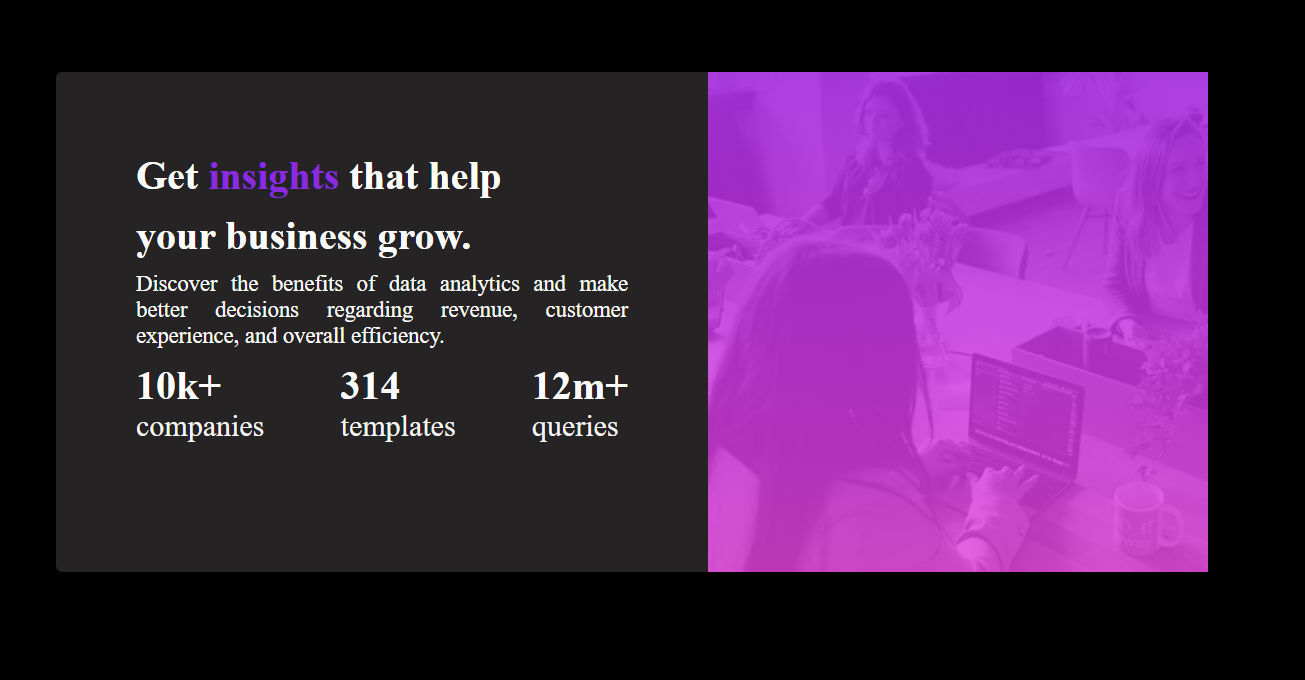 Get insights that help
your business grow.
Discover the benefits of data analytics and make
better decisions regarding revenue, customer
experience, and overall efficiency.
10k+ 314 12m+
companies templates queries